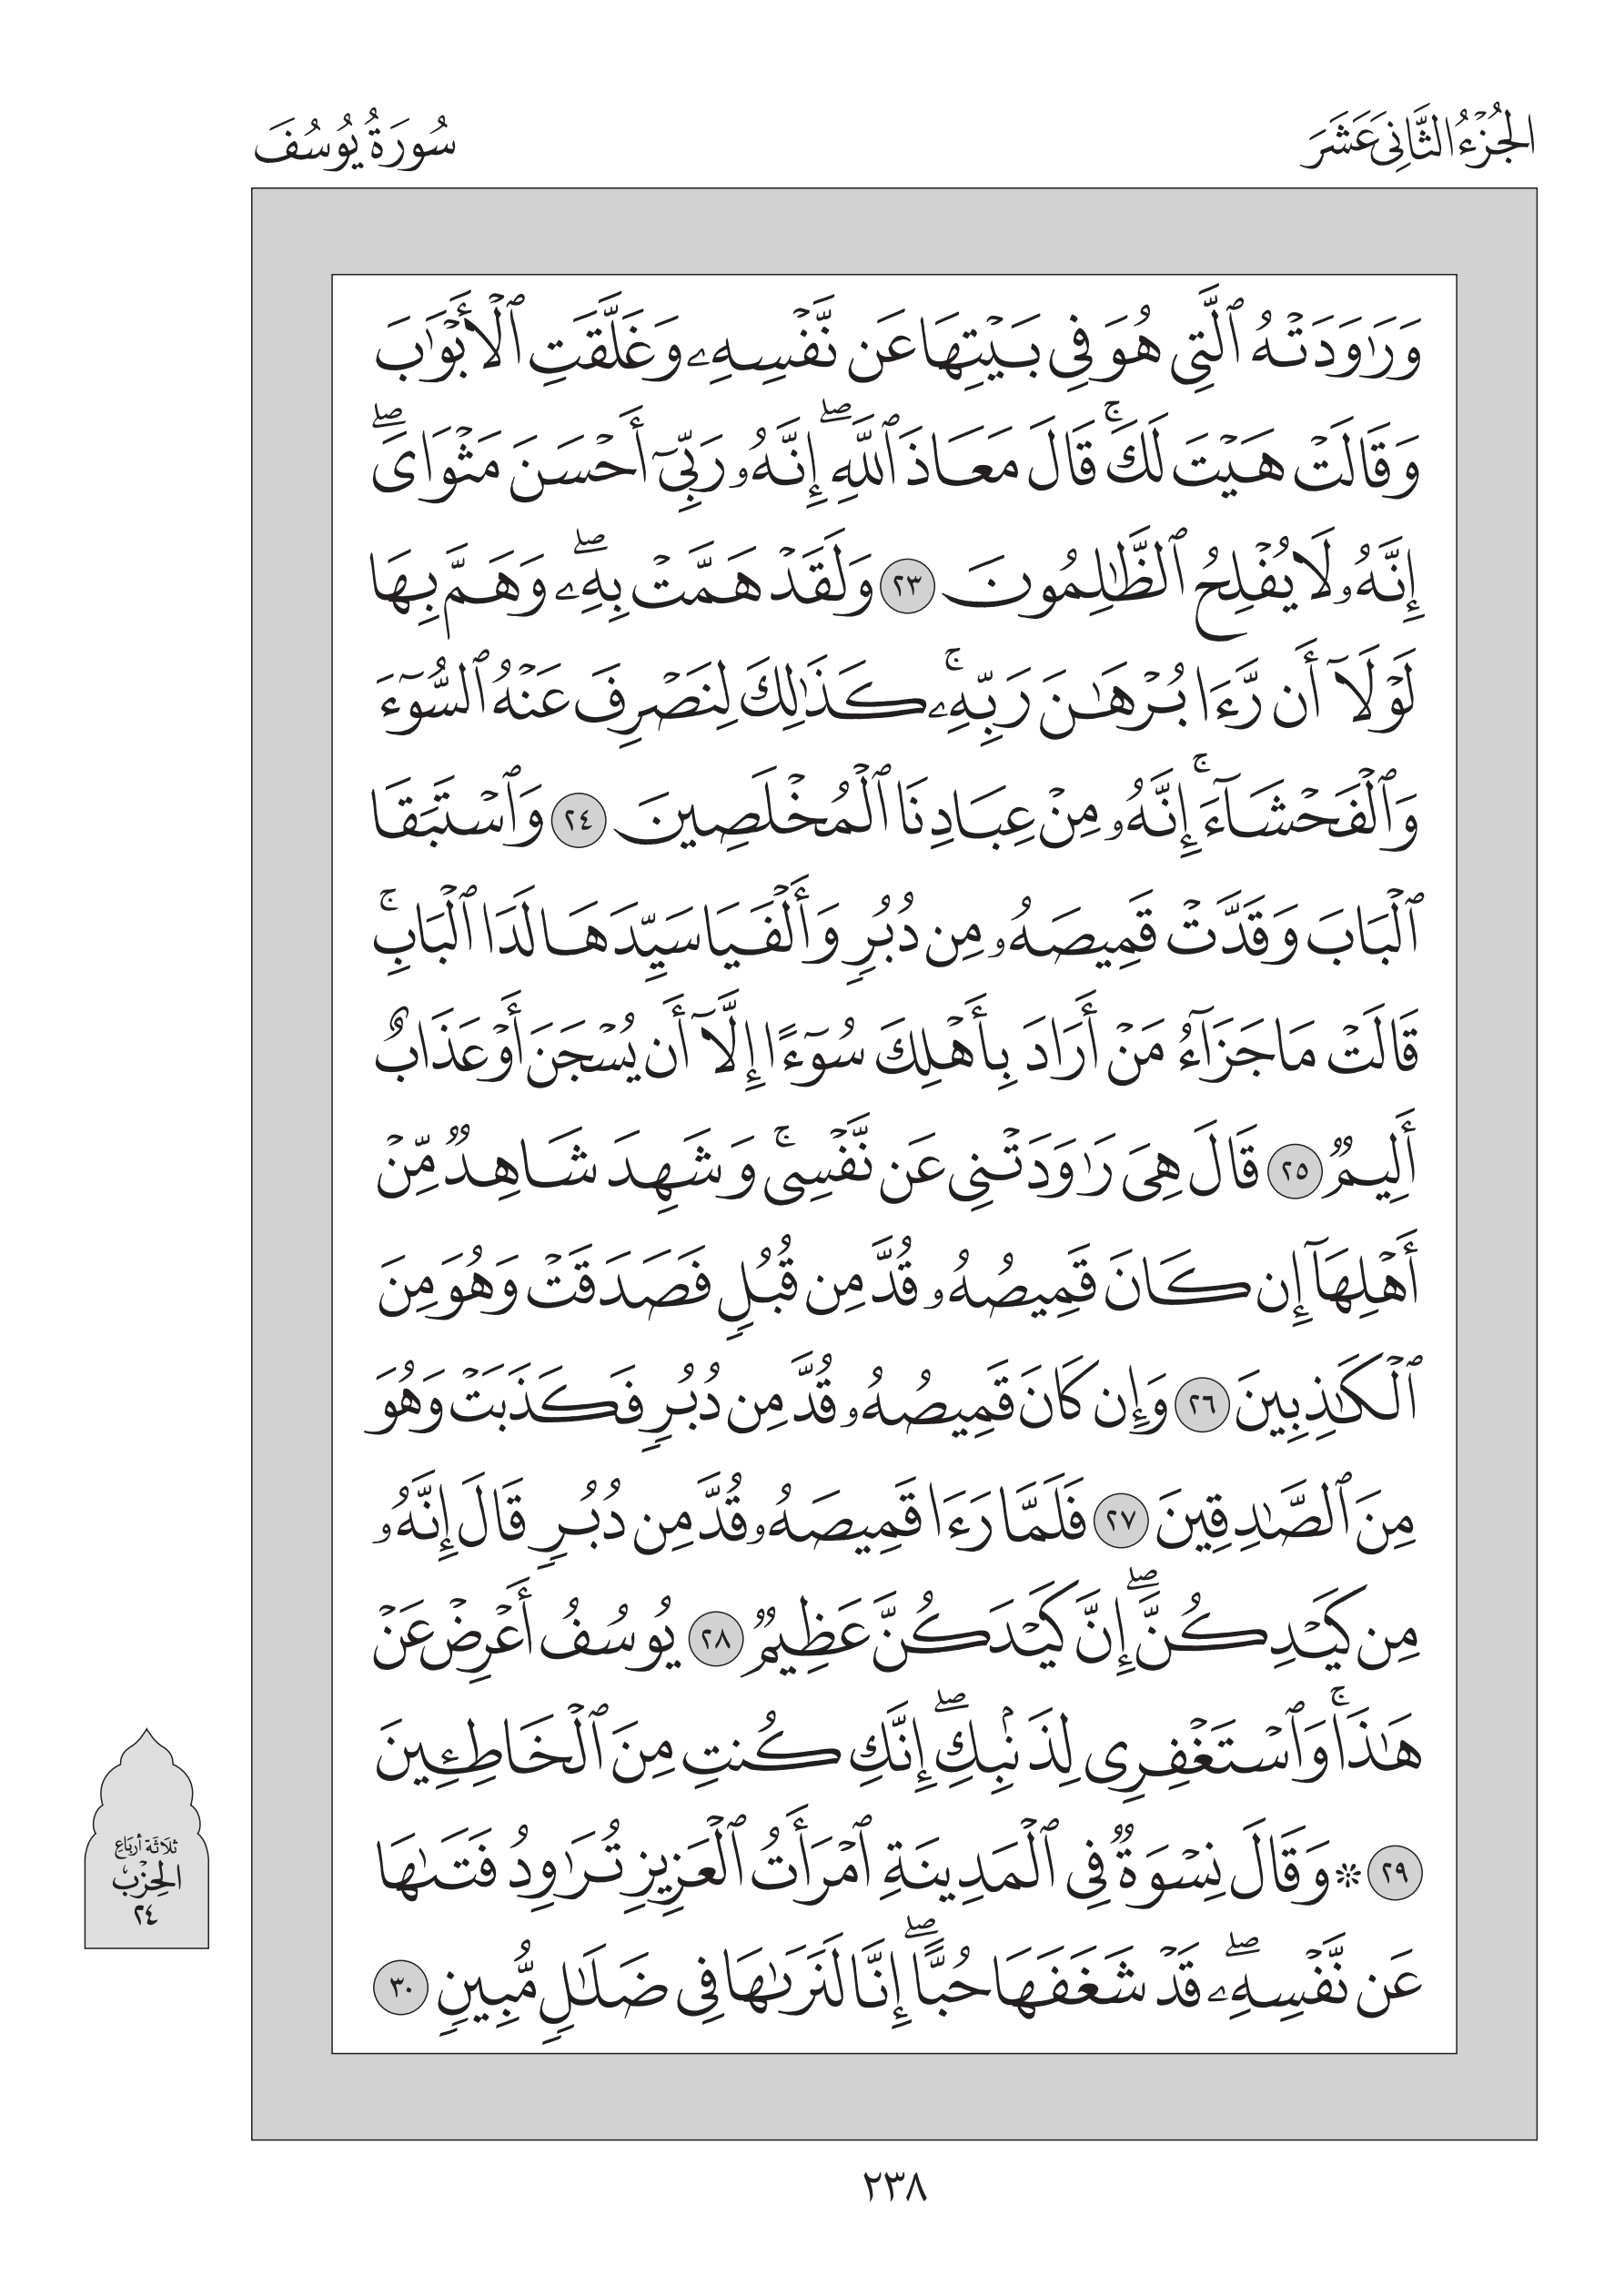 الجُزْءُ الثَّانِيَ عَشَرَ
سُورَةُ يُوسُفَ
وَرَٰوَدَتْهُ ٱلَّتِى هُوَ فِى بَيْتِهَا عَن نَّفْسِهِۦ وَغَلَّقَتِ ٱلْأَبْوَٰبَ
وَقَالَتْ هَيْتَ لَكَ ۚ قَالَ مَعَاذَ ٱللَّهِ ۖ إِنَّهُۥ رَبِّىٓ أَحْسَنَ مَثْوَاىَ ۖ
إِنَّهُۥ لَا يُفْلِحُ ٱلظَّٰلِمُونَ ٢٣ وَلَقَدْ هَمَّتْ بِهِۦ ۖ وَهَمَّ بِهَا
لَوْلَآ أَن رَّءَا بُرْهَٰنَ رَبِّهِۦ ۚ كَذَٰلِكَ لِنَصْرِفَ عَنْهُ ٱلسُّوٓءَ
وَٱلْفَحْشَآءَ ۚ إِنَّهُۥ مِنْ عِبَادِنَا ٱلْمُخْلَصِينَ ٢٤ وَٱسْتَبَقَا
ٱلْبَابَ وَقَدَّتْ قَمِيصَهُۥ مِن دُبُرٍ وَأَلْفَيَا سَيِّدَهَا لَدَا ٱلْبَابِ ۚ
قَالَتْ مَا جَزَآءُ مَنْ أَرَادَ بِأَهْلِكَ سُوٓءًا إِلَّآ أَن يُسْجَنَ أَوْ عَذَابٌ
أَلِيمٌ ٢٥ قَالَ هِىَ رَٰوَدَتْنِى عَن نَّفْسِى ۚ وَشَهِدَ شَاهِدٌ مِّنْ
أَهْلِهَآ إِن كَانَ قَمِيصُهُۥ قُدَّ مِن قُبُلٍ فَصَدَقَتْ وَهُوَ مِنَ
ٱلْكَٰذِبِينَ ٢٦ وَإِن كَانَ قَمِيصُهُۥ قُدَّ مِن دُبُرٍ فَكَذَبَتْ وَهُوَ
مِنَ ٱلصَّٰدِقِينَ ٢٧ فَلَمَّا رَءَا قَمِيصَهُۥ قُدَّ مِن دُبُرٍ قَالَ إِنَّهُۥ
مِن كَيْدِكُنَّ ۖ إِنَّ كَيْدَكُنَّ عَظِيمٌ ٢٨ يُوسُفُ أَعْرِضْ عَنْ
هَٰذَا ۚ وَٱسْتَغْفِرِى لِذَنۢبِكِ ۖ إِنَّكِ كُنتِ مِنَ ٱلْخَاطِـِٔينَ
٢٩ ۞ وَقَالَ نِسْوَةٌ فِى ٱلْمَدِينَةِ ٱمْرَأَتُ ٱلْعَزِيزِ تُرَٰوِدُ فَتَىٰهَا
عَن نَّفْسِهِۦ ۖ قَدْ شَغَفَهَا حُبًّا ۖ إِنَّا لَنَرَىٰهَا فِى ضَلَٰلٍ مُّبِينٍ ٣٠
ثلاثة أرباع
الحِزْب
٢٤
٢٣٨